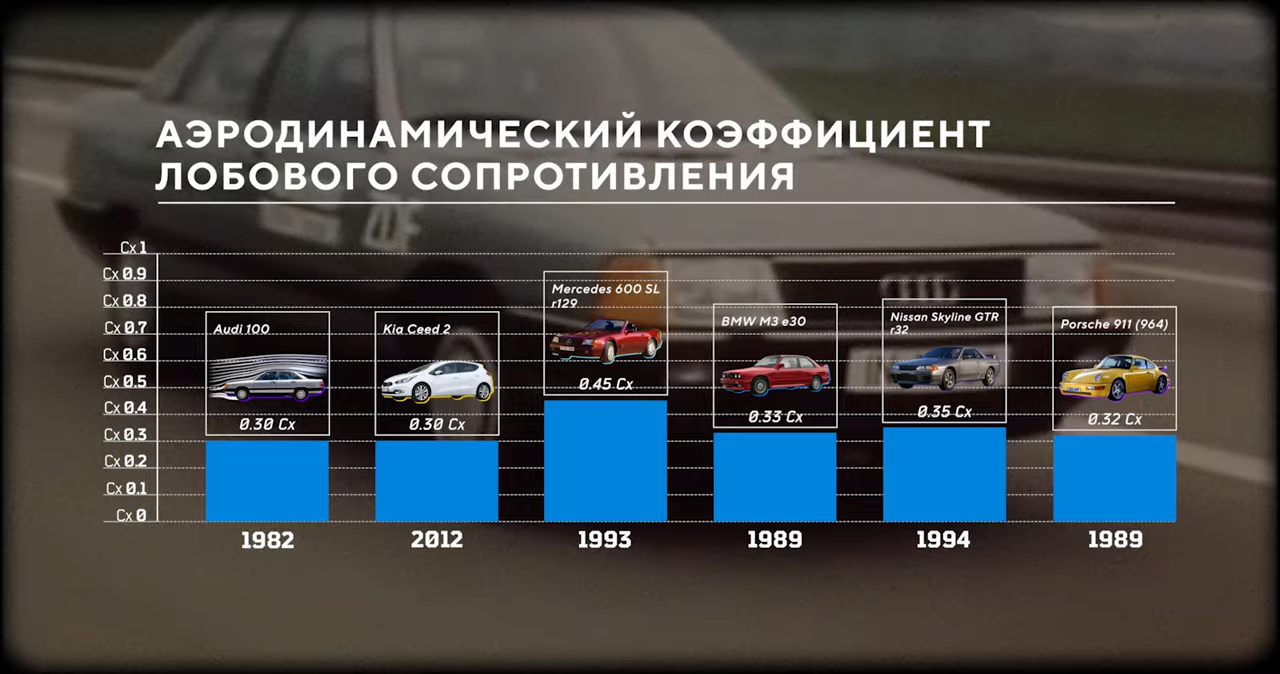 АЭРОДИНАМИЧЕСКИЙ КОЭФФИЦИЕНТ
ЛОБОВОГО СОПРОТИВЛЕНИЯ
Cx 1
Cx 0.9
Cx 0.8
Cx 0.7
Cx 0.6
Cx 0.5
Cx 0.4
Cx 0.3
Cx 0.2
Cx 0.1
Cx 0
Audi 100
0.30 Cx
1982
Kia Ceed 2
0.30 Cx
2012
Mercedes 600 SL
r129
0.45 Cx
1993
BMW M3 e30
0.33 Cx
1989
Nissan Skyline GTR
r32
0.35 Cx
1994
Porsche 911 (964)
0.32 Cx
1989